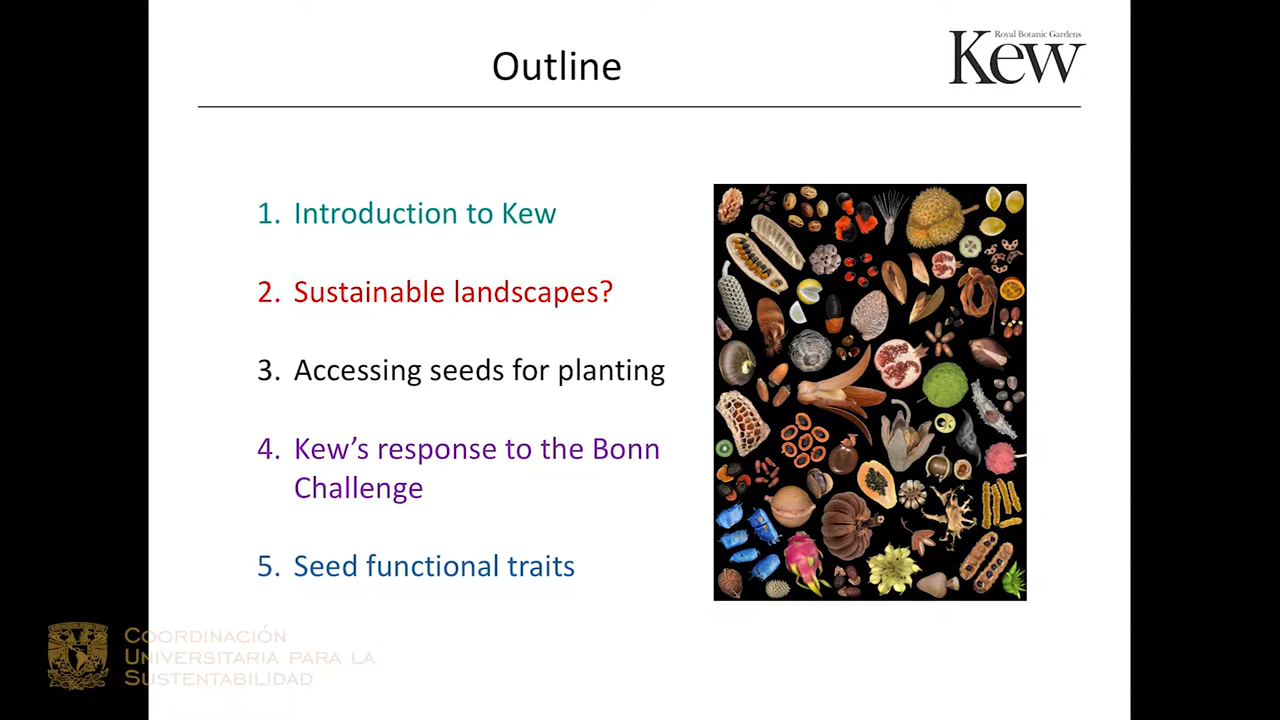 Outline
Royal Botanic Gardens
Kew
1. Introduction to Kew
2. Sustainable landscapes?
3. Accessing seeds for planting
4. Kew’s response to the Bonn
Challenge
5. Seed functional traits
COORDINACIÓN
UNIVERSITARIA PARA LA
SUSTENTABILIDAD